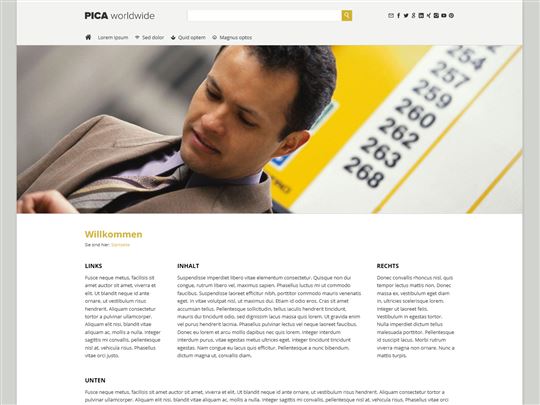 PICA worldwide
Lorem Ipsum Sed dolor Quid optem Magnus optos
254
257
259
260
262
263
268
Willkommen
Sie sind hier: Startseite
LINKS
Fusce neque metus, facilisis sit
amet auctor sit amet, viverra et
elit. Ut blandit neque id ante
ornare, ut vestibulum risus
hendrerit. Aliquam consectetur
tortor a pulvinar ullamcorper.
Aliquam elit nisi, blandit vitae
aliquam ac, mollis a nulla. Integer
sagittis mi convallis, pellentesque
nisl at, vehicula risus. Phasellus
vitae orci justo.
INHALT
Suspendisse imperdiet libero vitae elementum consectetur. Quisque non dui
congue, rutrum libero vel, maximus sapien. Phasellus luctus mi ut commodo
facilisis. Suspendisse laoreet efficitur nibh, porttitor commodo mauris venenatis
eget. In vitae volutpat nisl, ut maximus dui. Etiam id odio eros. Cras sit amet
accumsan tellus. Pellentesque sollicitudin, tellus iaculis hendrerit tincidunt,
mauris dui tincidunt odio, sed dignissim lacus massa quis lorem. Ut gravida enim
vel purus hendrerit lacinia. Phasellus pulvinar lectus vel neque laoreet faucibus.
Donec eu lorem et arcu mollis dapibus nec quis lorem. Integer interdum
interdum purus, vitae egestas metus ultrices eget. Integer tincidunt tincidunt
egestas. Nam congue eu lacus quis efficitur. Pellentesque a nunc bibendum,
dictum magna ut, convallis diam.
RECHTS
Donec convallis rhoncus nisl, quis
tempor lectus mattis non. Donec
massa ex, vestibulum eget diam
in, ultricies scelerisque lorem.
Integer ut laoreet felis.
Vestibulum in egestas tortor.
Nulla imperdiet dictum tellus
malesuada porttitor. Pellentesque
id suscipit lacus. Morbi rutrum
viverra magna non ornare. Nunc a
mattis turpis.
UNTEN
Fusce neque metus, facilisis sit amet auctor sit amet, viverra et elit. Ut blandit neque id ante ornare, ut vestibulum risus hendrerit. Aliquam consectetur tortor a
pulvinar ullamcorper. Aliquam elit nisi, blandit vitae aliquam ac, mollis a nulla. Integer sagittis mi convallis, pellentesque nisl at, vehicula risus. Phasellus vitae